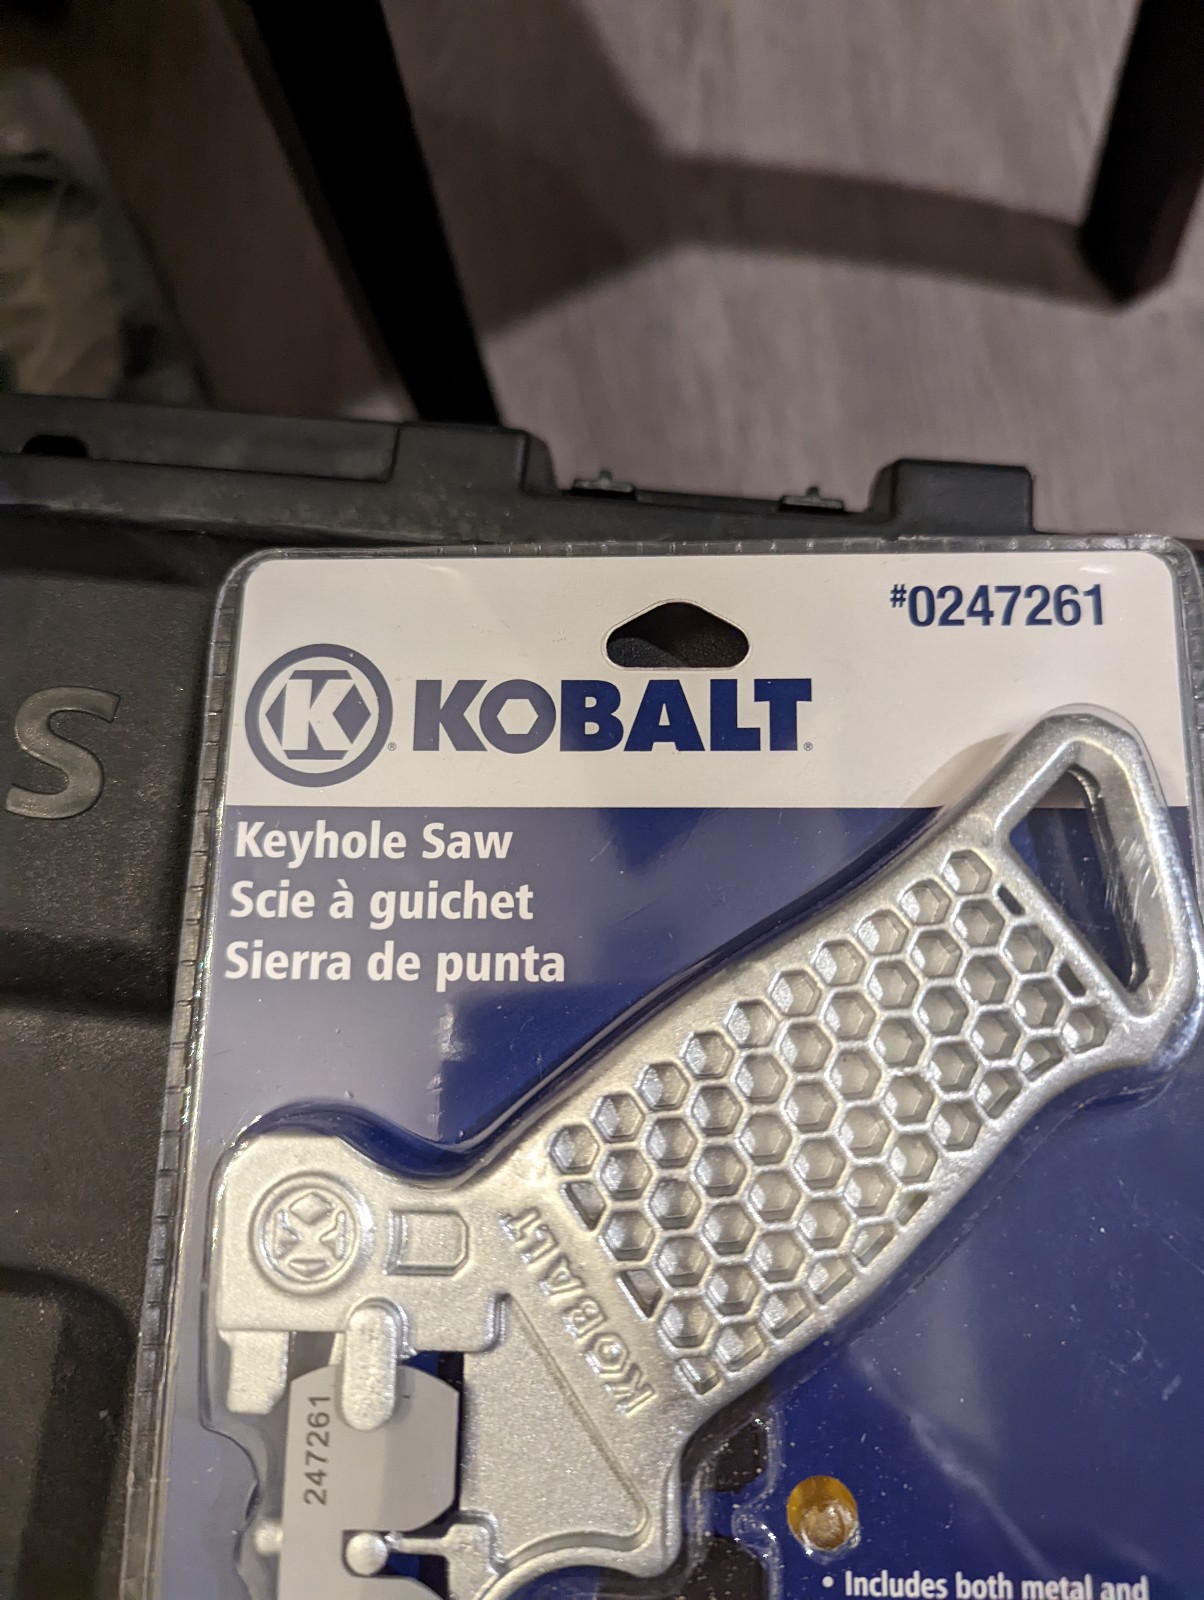 #0247261
K® KOBALT®
Keyhole Saw
Scie à guichet
Sierra de punta
S
KOBALT
247261
• Includes both metal and